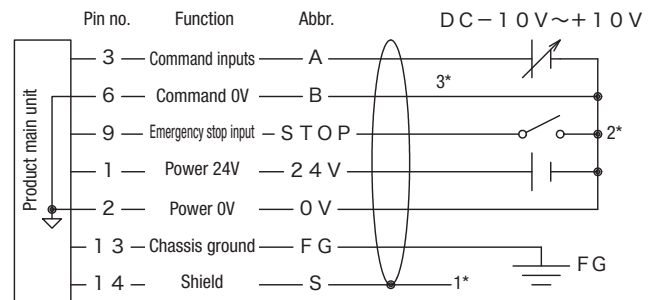 Pin no. Function Abbr. DC－10V～＋10V
3 Command inputs A
3*
6 Command 0V B
9 Emergency stop input STOP 2*
1 Power 24V 24V
2 Power 0V 0V
13 Chassis ground FG
FG
14 Shield S 1*
Product main unit